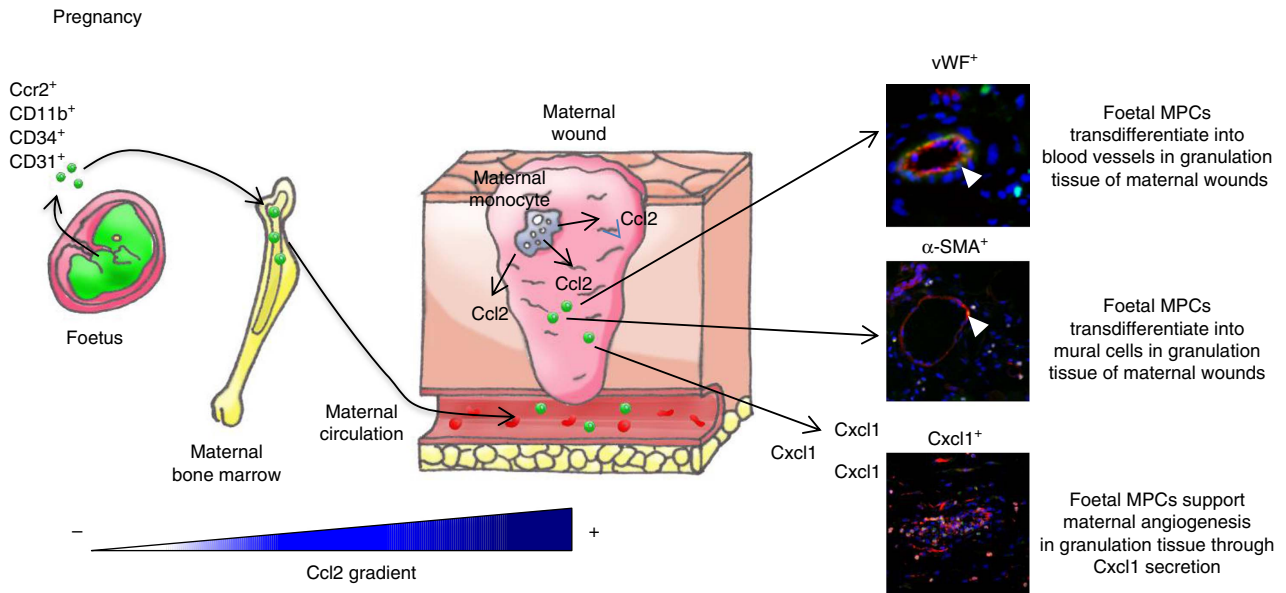 Pregnancy
Ccr2⁺
CD11b⁺
CD34⁺
CD31⁺
Foetus
Maternal
bone marrow
Maternal
circulation
Maternal
wound
Maternal
monocyte
Ccl2
Ccl2
Ccl2
− +
Ccl2 gradient
Cxcl1
Cxcl1
Cxcl1
vWF⁺
Foetal MPCs
transdifferentiate into
blood vessels in granulation
tissue of maternal wounds
α-SMA⁺
Foetal MPCs
transdifferentiate into
mural cells in granulation
tissue of maternal wounds
Cxcl1⁺
Foetal MPCs support
maternal angiogenesis
in granulation tissue through
Cxcl1 secretion